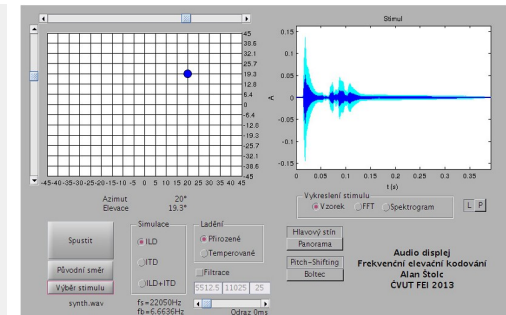 Stimul
45
38.6
32.1
25.7
19.3
12.8
6.4
0
-6.4
-12.8
-19.3
-25.7
-32.1
-38.6
-45
-45 -40 -35 -30 -25 -20 -15 -10 -5 0 5 10 15 20 25 30 35 40 45
0.15
0.1
0.05
0
-0.05
-0.1
-0.15
A
0 0.05 0.1 0.15 0.2 0.25 0.3 0.35
t (s)
Azimut 20°
Elevace 19.3°
Vykreslení stimulu
Vzorek FFT Spektrogram
L P
Spustit
Původní směr
Výběr stimulu
synth.wav
Simulace
ILD
ITD
ILD+ITD
Ladění
Přirozené
Temperované
Filtrace
5512.5 11025 25
fs=22050Hz
fb=6.6636Hz
Odraz 0ms
Hlavový stín
Panorama
Pitch-Shifting
Boltec
Audio displej
Frekvenční elevační kódování
Alan Štolc
ČVUT FEl 2013